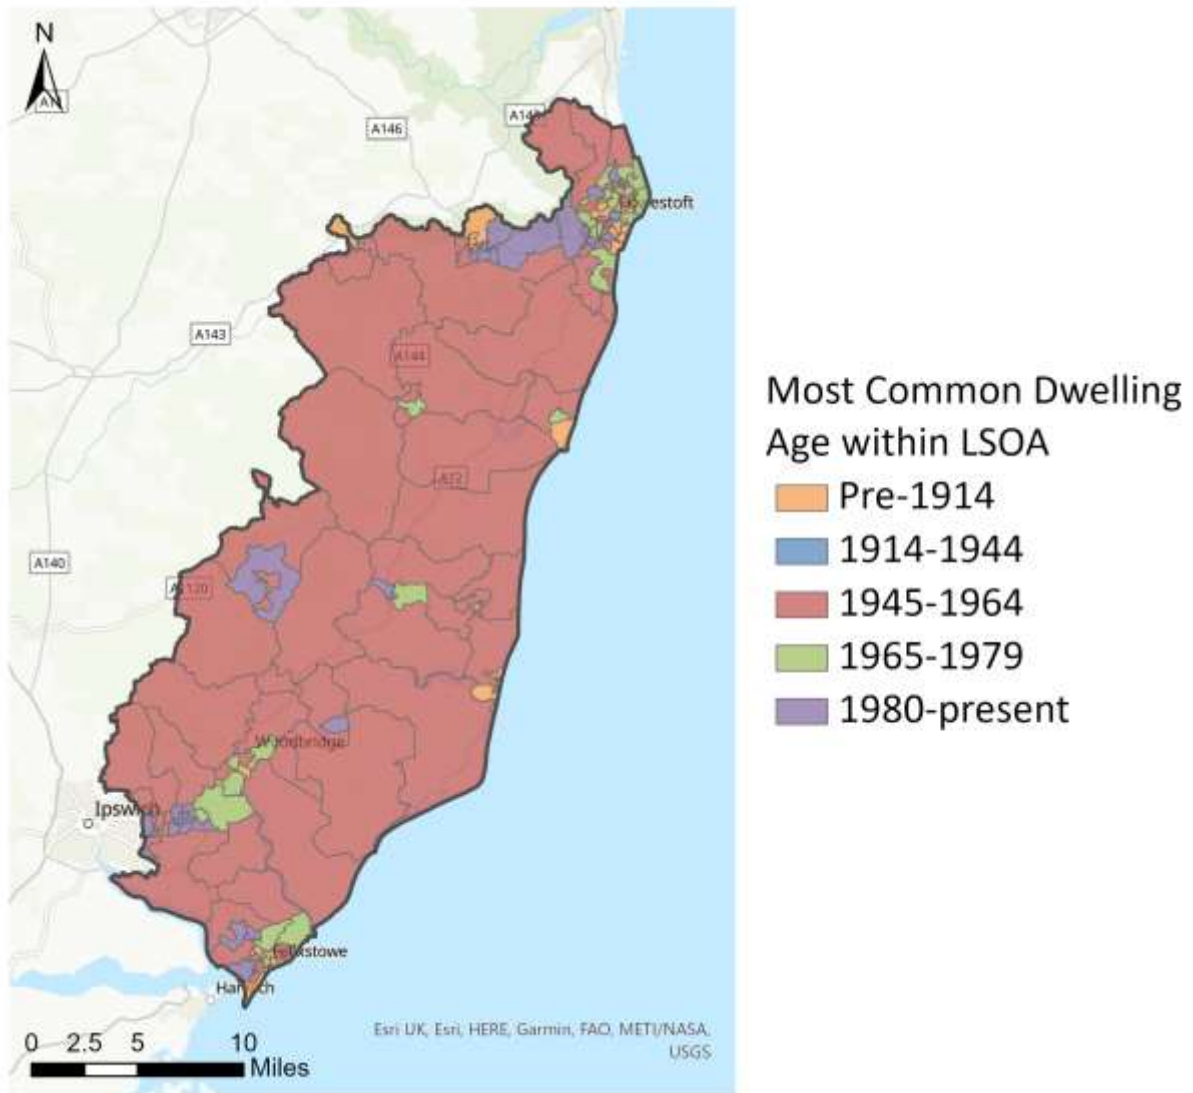 N
A146
Lowestoft
A143
A144
A12
A140
A1120
Woodbridge
Ipswich
Felixstowe
Harwich
Esri UK, Esri, HERE, Garmin, FAO, METI/NASA,
USGS
0 2.5 5 10
Miles
Most Common Dwelling
Age within LSOA
Pre-1914
1914-1944
1945-1964
1965-1979
1980-present